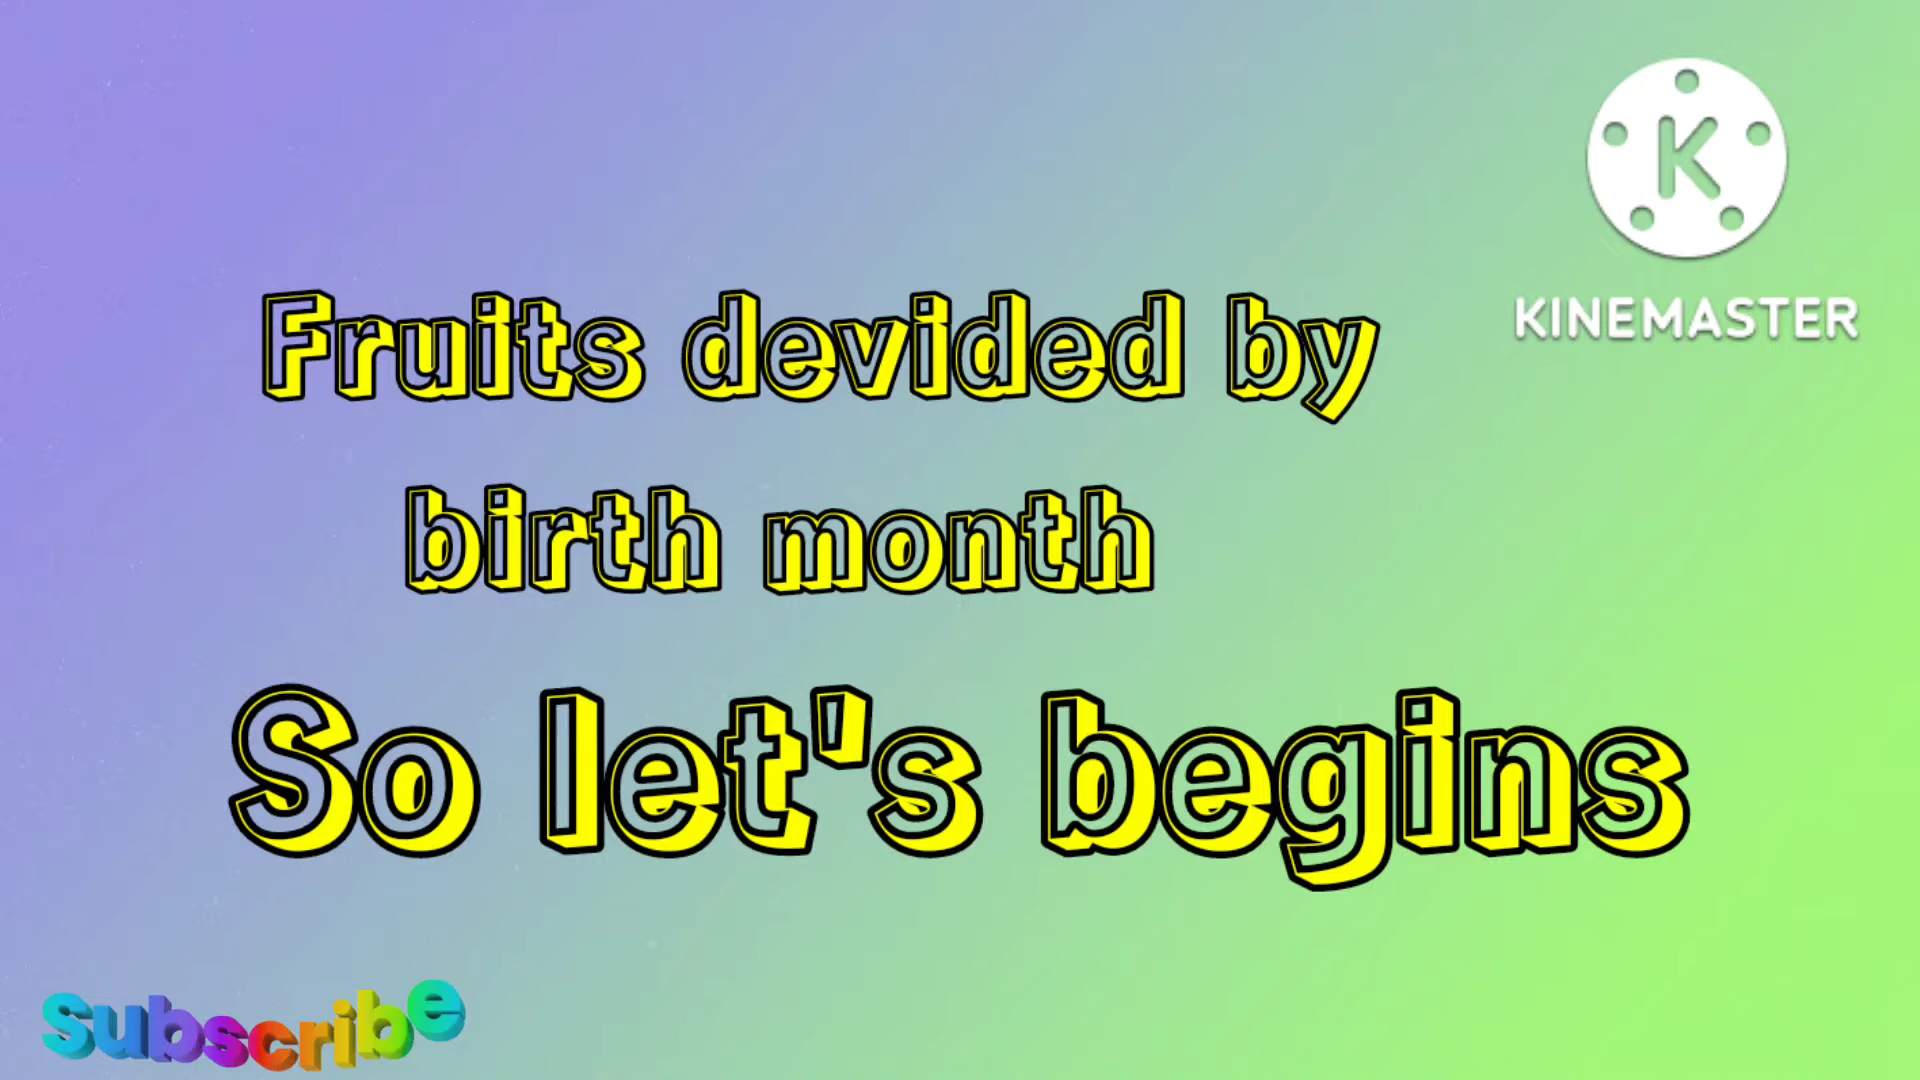 K
KINEMASTER
Fruits devided by
birth month
So let's begins
Subscribe